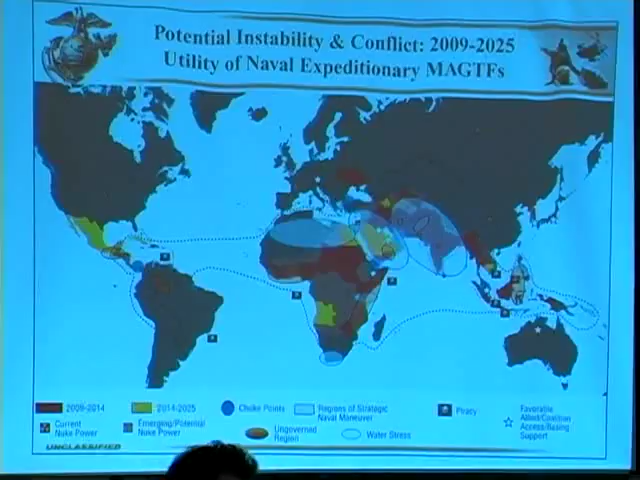 Potential Instability & Conflict: 2009-2025
Utility of Naval Expeditionary MAGTFs
2009-2014
2014-2025
Choke Points
Regions of Strategic
Naval Maneuver
Piracy
Favorable
Allied/Coalition
Access/Basing
Support
Current
Nuke Power
Emerging/Potential
Nuke Power
Ungoverned
Region
Water Stress
UNCLASSIFIED